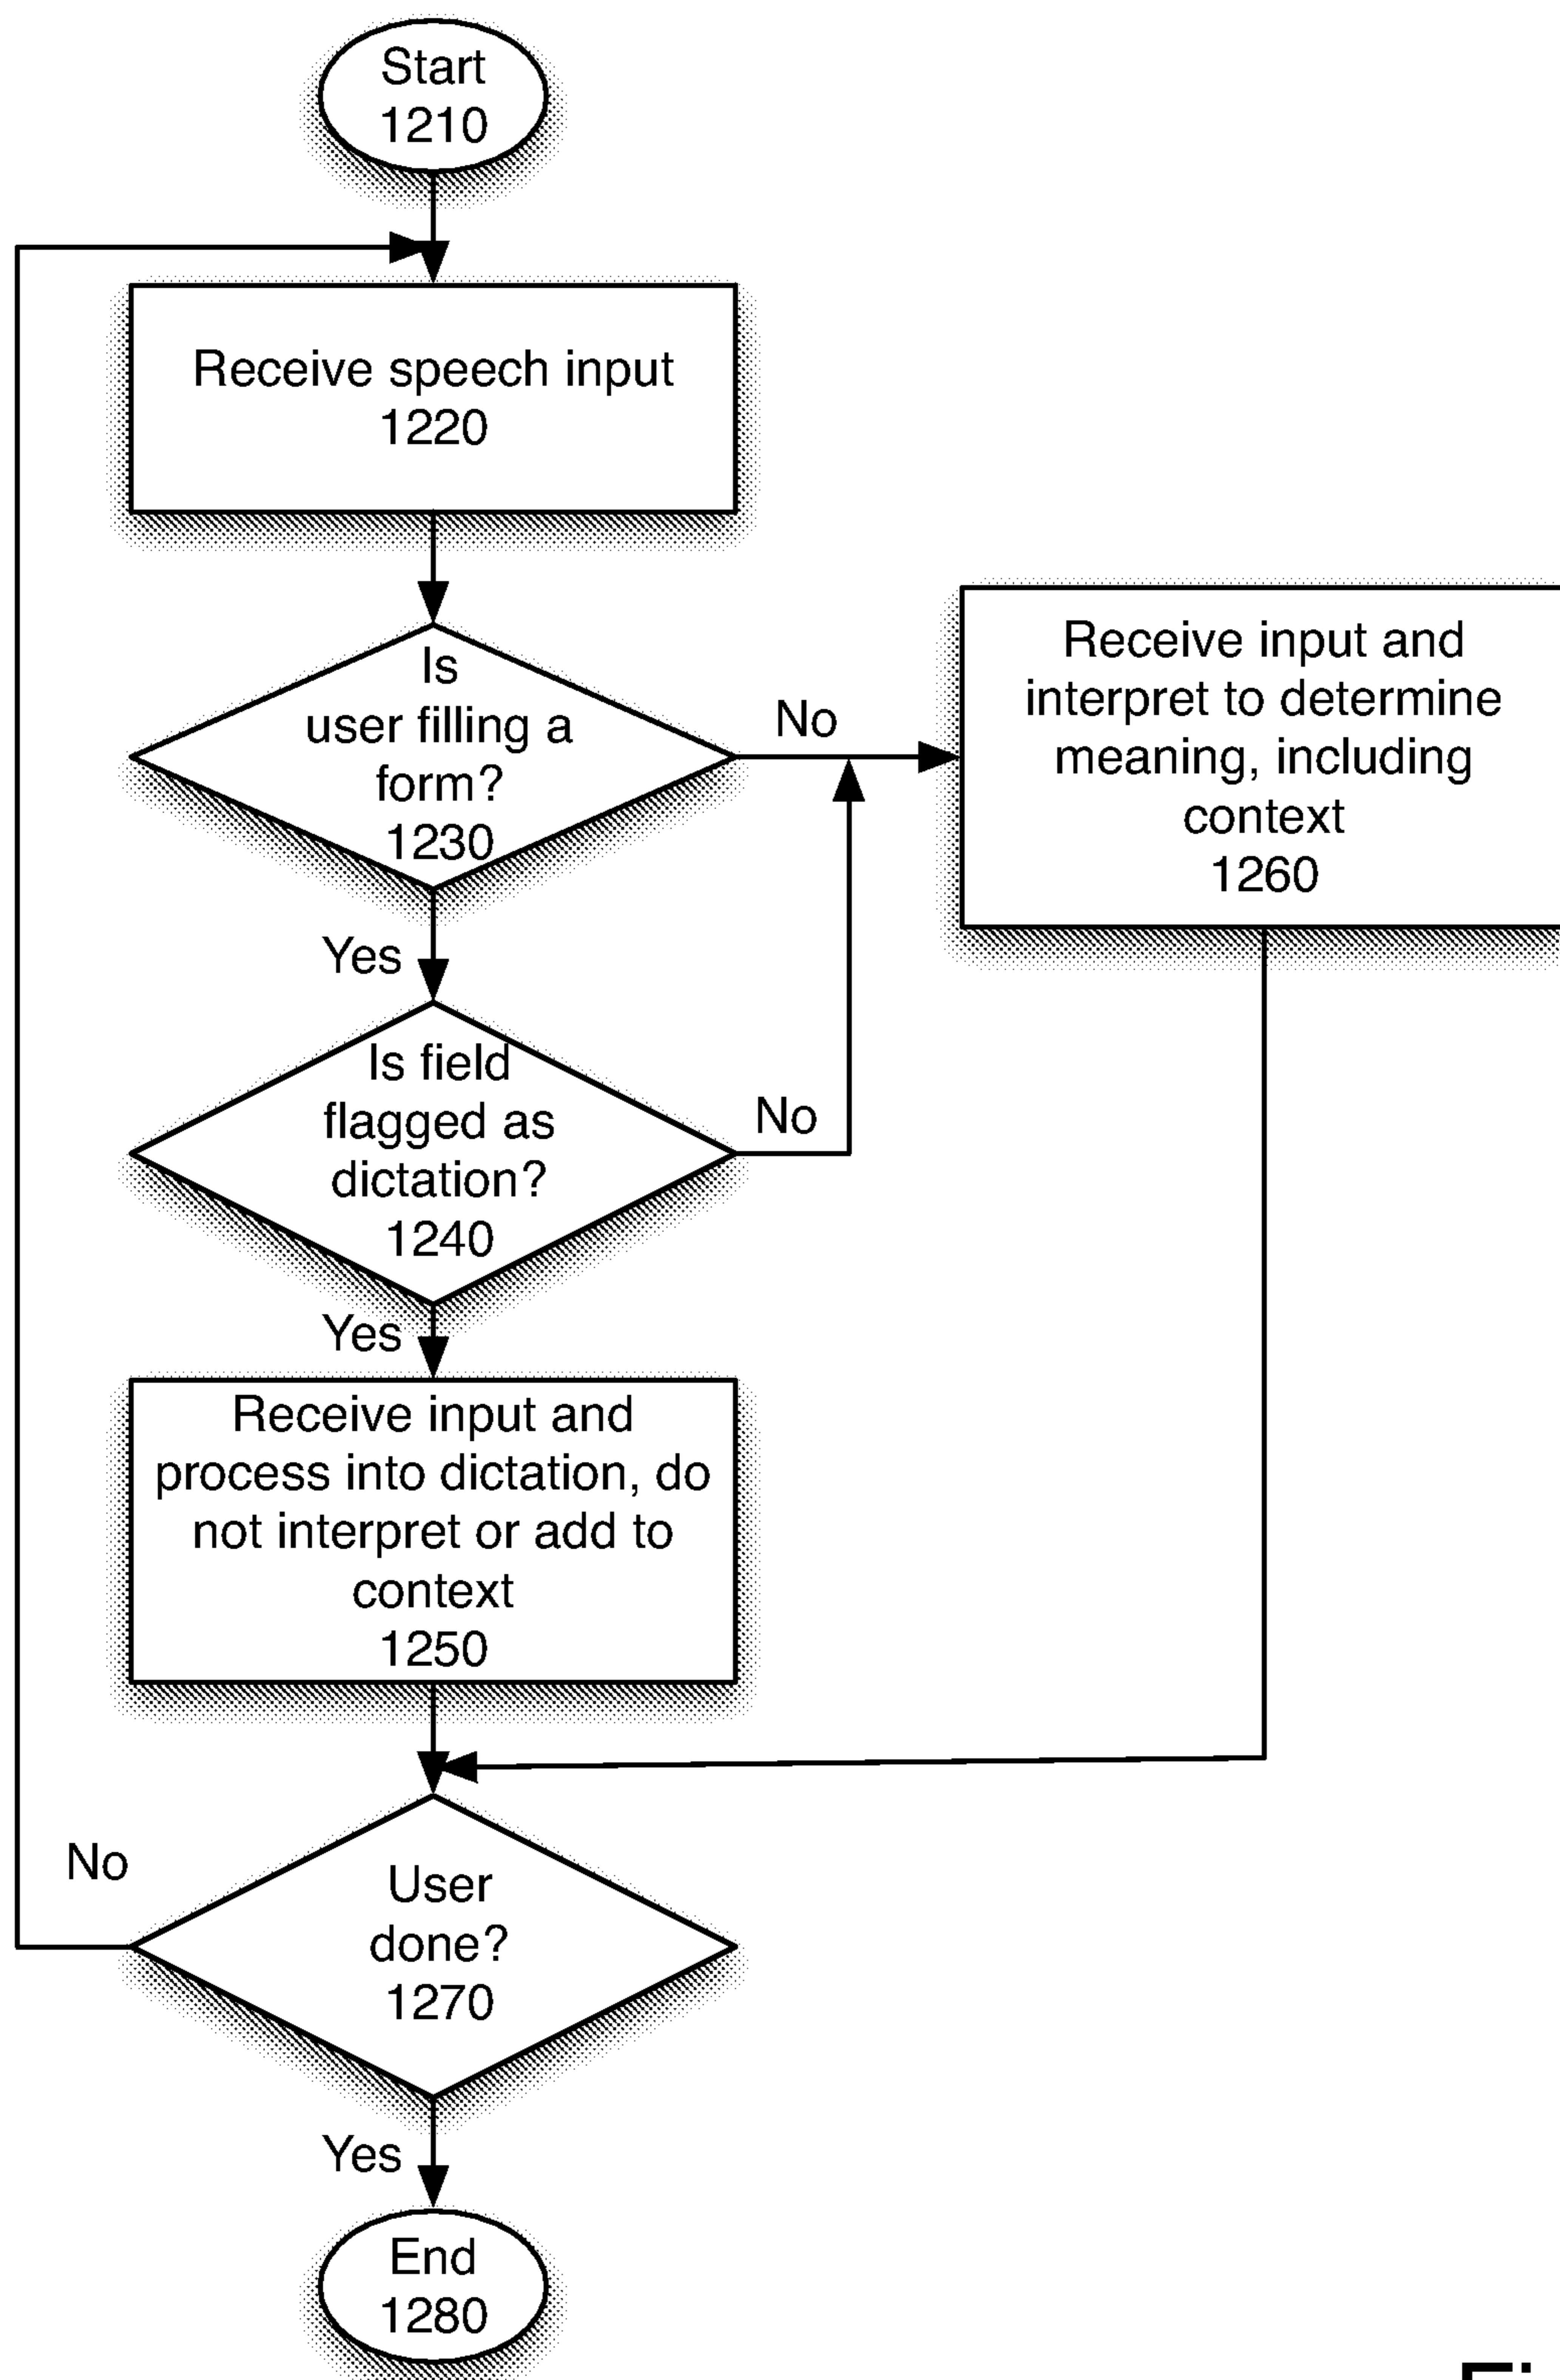 Start
1210
Receive speech input
1220
Is
user filling a
form?
1230
No
Receive input and
interpret to determine
meaning, including
context
1260
Yes
Is field
flagged as
dictation?
1240
No
Yes
Receive input and
process into dictation, do
not interpret or add to
context
1250
No
User
done?
1270
Yes
End
1280